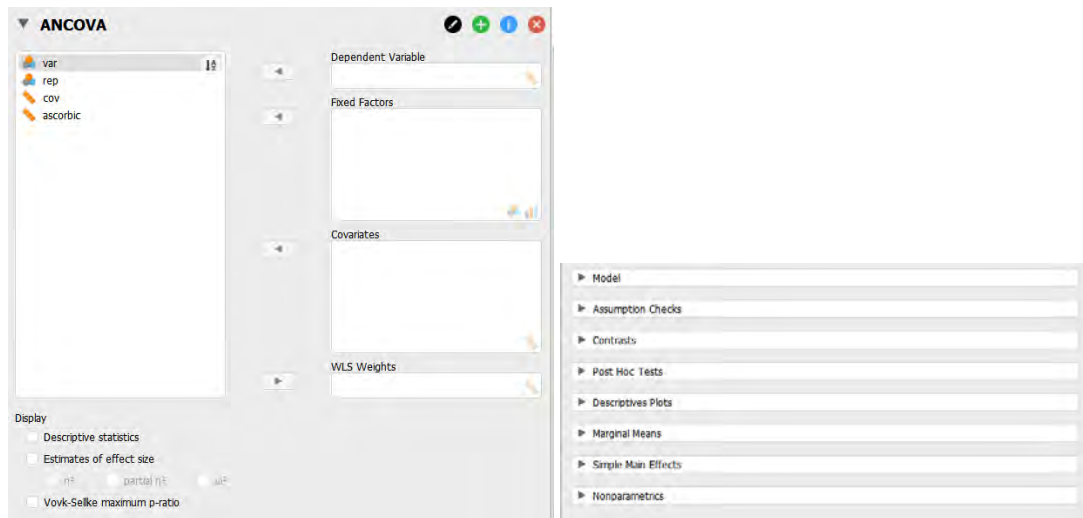 ANCOVA
var
rep
cov
ascorbic
Dependent Variable
Fixed Factors
Covariates
WLS Weights
Display
Descriptive statistics
Estimates of effect size
η² partial η² ω²
Vovk-Sellke maximum p-ratio
Model
Assumption Checks
Contrasts
Post Hoc Tests
Descriptives Plots
Marginal Means
Simple Main Effects
Nonparametrics